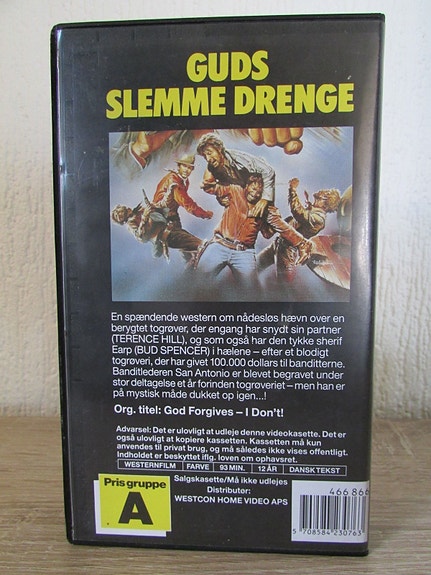 GUDS
SLEMME DRENGE
En spændende western om nådesløs hævn over en
berygtet togrøver, der engang har snydt sin partner
(TERENCE HILL), og som også har den tykke sherif
Earp (BUD SPENCER) i hælene – efter et blodigt
togrøveri, der har givet 100.000 dollars til banditterne.
Banditlederen San Antonio er blevet begravet under
stor deltagelse et år forinden togrøveriet – men han er
på mystisk måde dukket op igen...!
Org. titel: God Forgives – I Don't!
Advarsel: Det er ulovligt at udleje denne videokasette. Det er
også ulovligt at kopiere kassetten. Kassetten må kun
anvendes til privat brug, og må således ikke vises offentligt.
Indholdet er beskyttet iflg. loven om ophavsret.
WESTERNFILM FARVE 93 MIN. 12 ÅR DANSK TEKST
Prisgruppe
A
Salgskasette/Må ikke udlejes
Distributer:
WESTCON HOME VIDEO APS
466 866
5 708584 230763